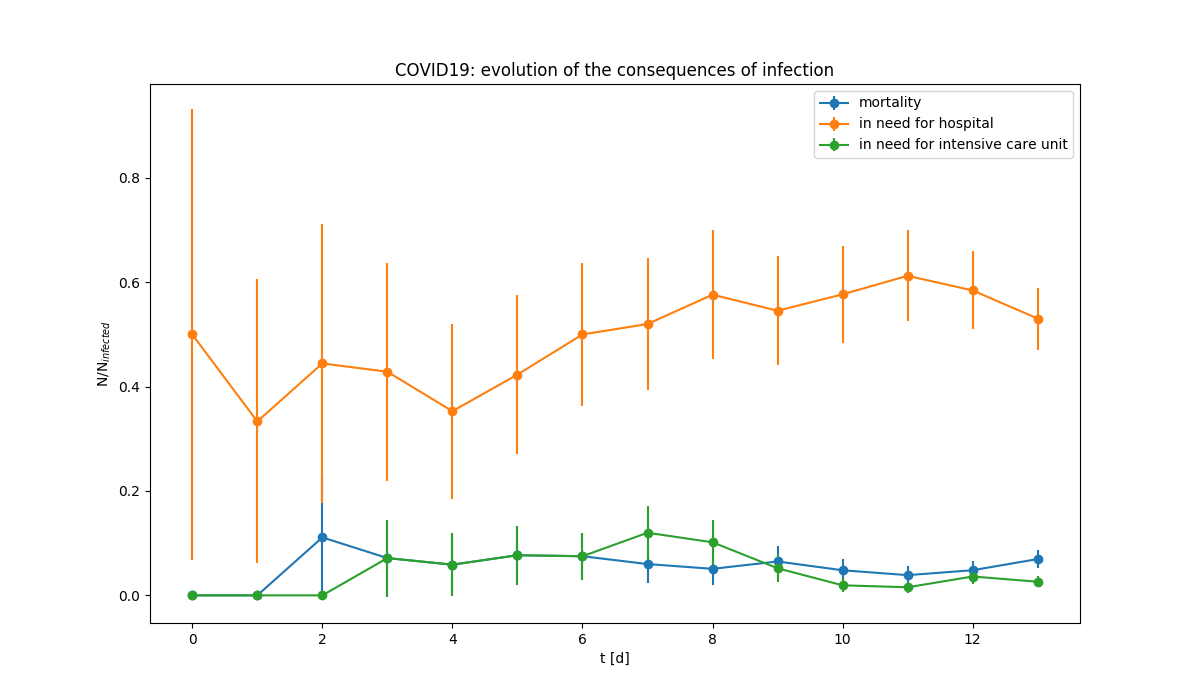 COVID19: evolution of the consequences of infection
mortality
in need for hospital
in need for intensive care unit
0.8
0.6
0.4
0.2
0.0
N/N_infected
0 2 4 6 8 10 12
t [d]